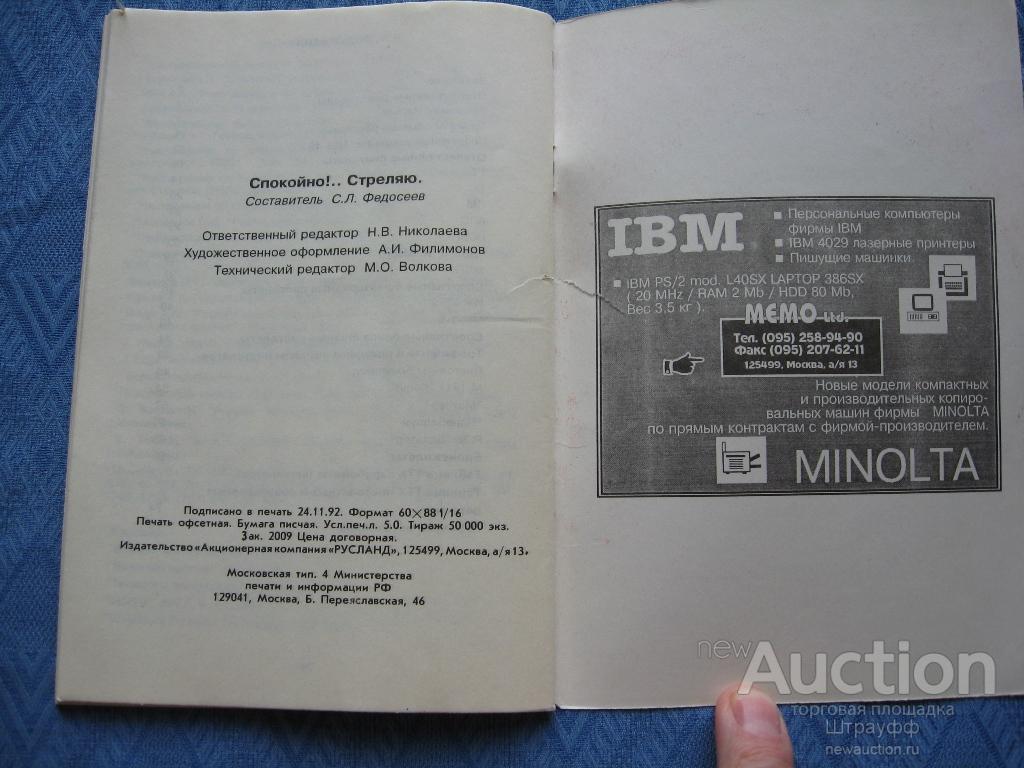 Спокойно!.. Стреляю.
Составитель С.Л. Федосеев
Ответственный редактор Н.В. Николаева
Художественное оформление А.И. Филимонов
Технический редактор М.О. Волкова
Подписано в печать 24.11.92. Формат 60×88 1/16
Печать офсетная. Бумага писчая. Усл.печ.л. 5.0. Тираж 50 000 экз.
Зак. 2009 Цена договорная.
Издательство «Акционерная компания «РУСЛАНД», 125499, Москва, а/я 13.
Московская тип. 4 Министерства
печати и информации РФ
129041, Москва, Б. Переяславская, 46
IBM
Персональные компьютеры
фирмы IBM
IBM 4029 лазерные принтеры
Пишущие машинки
IBM PS/2 mod. L40SX LAPTOP 386SX
( 20 MHz / RAM 2 Mb / HDD 80 Mb,
Вес 3.5 кг ).
MEMO Ltd.
Тел. (095) 258-94-90
Факс (095) 207-62-11
125499, Москва, а/я 13
Новые модели компактных
и производительных копиро-
вальных машин фирмы MINOLTA
по прямым контрактам с фирмой-производителем.
MINOLTA
newAuction
торговая площадка
Штрауфф
newauction.ru